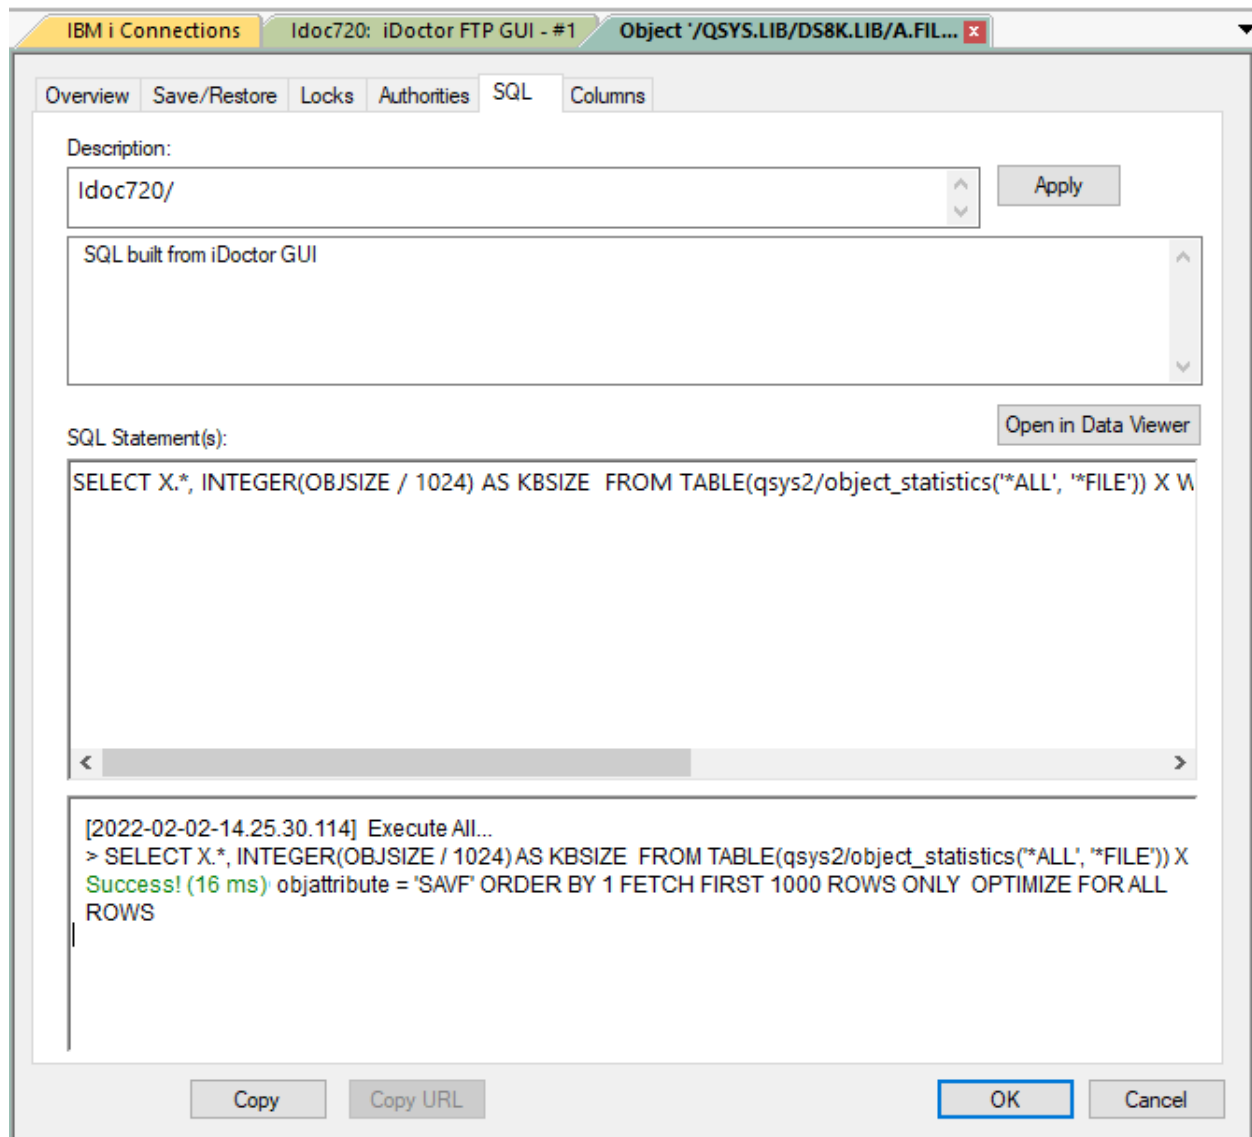 IBM i Connections Idoc720: iDoctor FTP GUI - #1 Object '/QSYS.LIB/DS8K.LIB/A.FIL... x
Overview Save/Restore Locks Authorities SQL Columns
Description:
Idoc720/
Apply
SQL built from iDoctor GUI
Open in Data Viewer
SQL Statement(s):
SELECT X.*, INTEGER(OBJSIZE / 1024) AS KBSIZE  FROM TABLE(qsys2/object_statistics('*ALL', '*FILE')) X W
[2022-02-02-14.25.30.114] Execute All...
> SELECT X.*, INTEGER(OBJSIZE / 1024) AS KBSIZE  FROM TABLE(qsys2/object_statistics('*ALL', '*FILE')) X
Success! (16 ms) objattribute = 'SAVF' ORDER BY 1 FETCH FIRST 1000 ROWS ONLY  OPTIMIZE FOR ALL
ROWS
Copy Copy URL OK Cancel